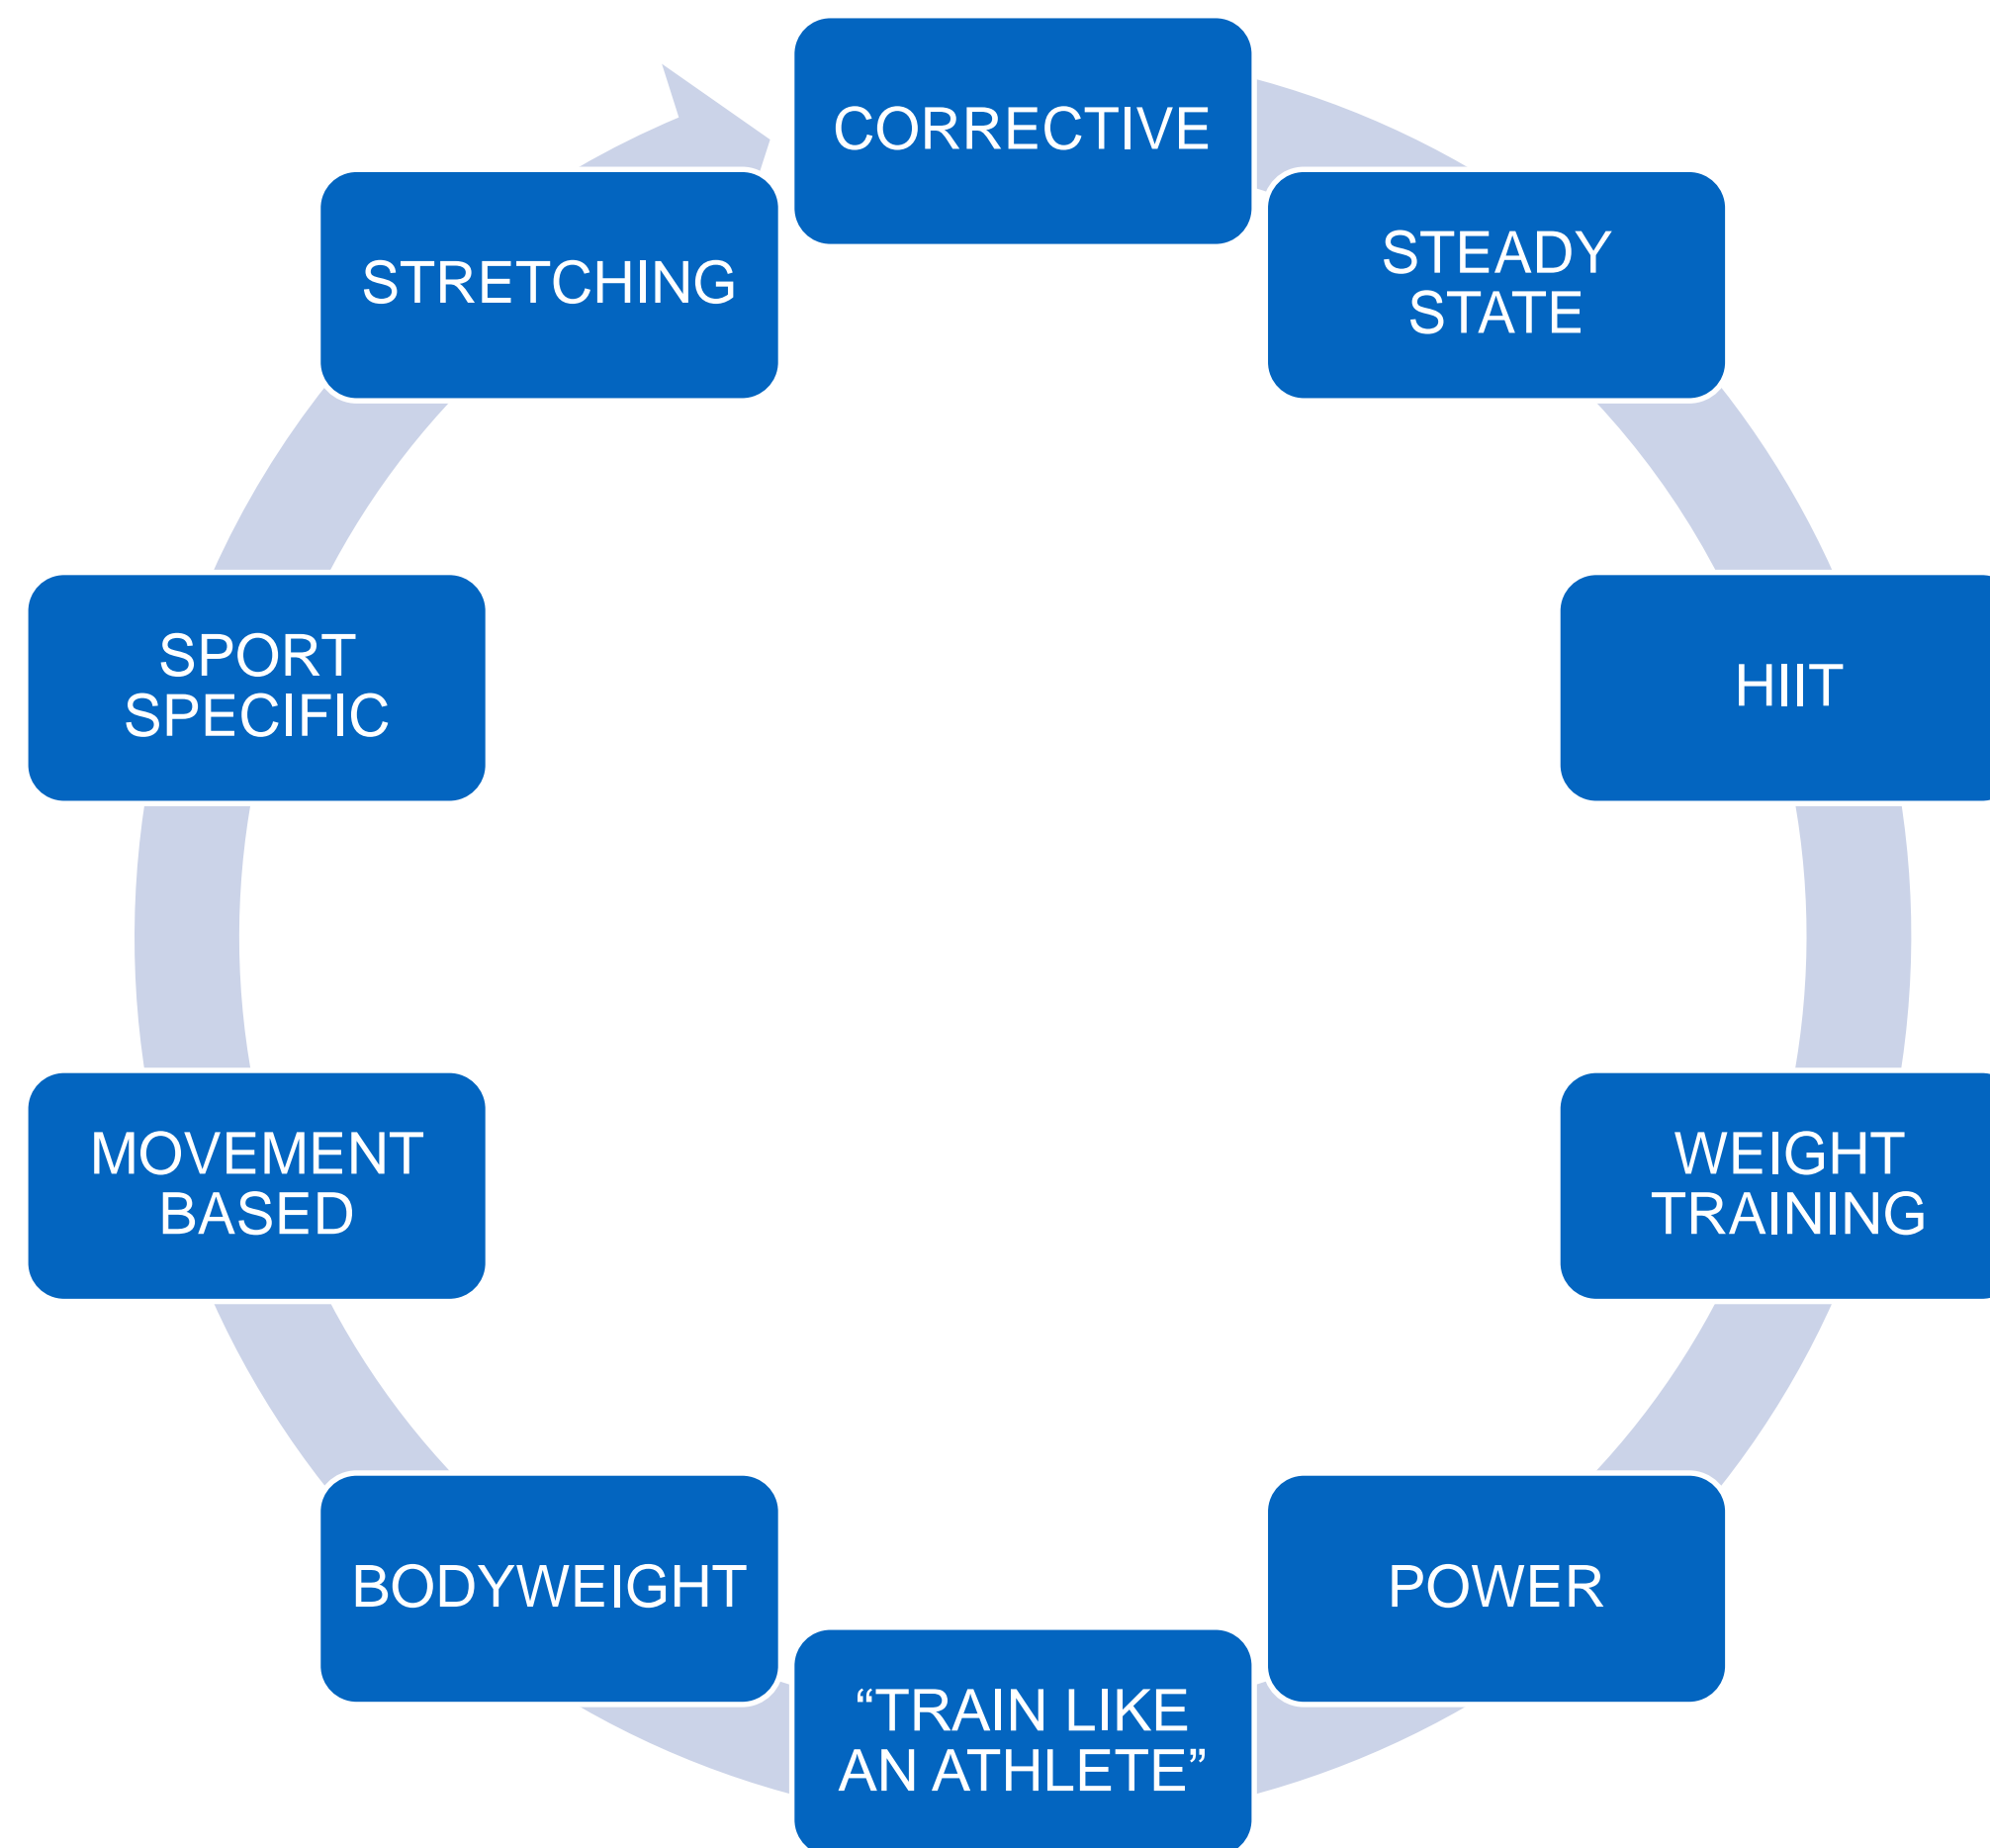 CORRECTIVE
STEADY
STATE
HIIT
WEIGHT
TRAINING
POWER
“TRAIN LIKE
AN ATHLETE”
BODYWEIGHT
MOVEMENT
BASED
SPORT
SPECIFIC
STRETCHING